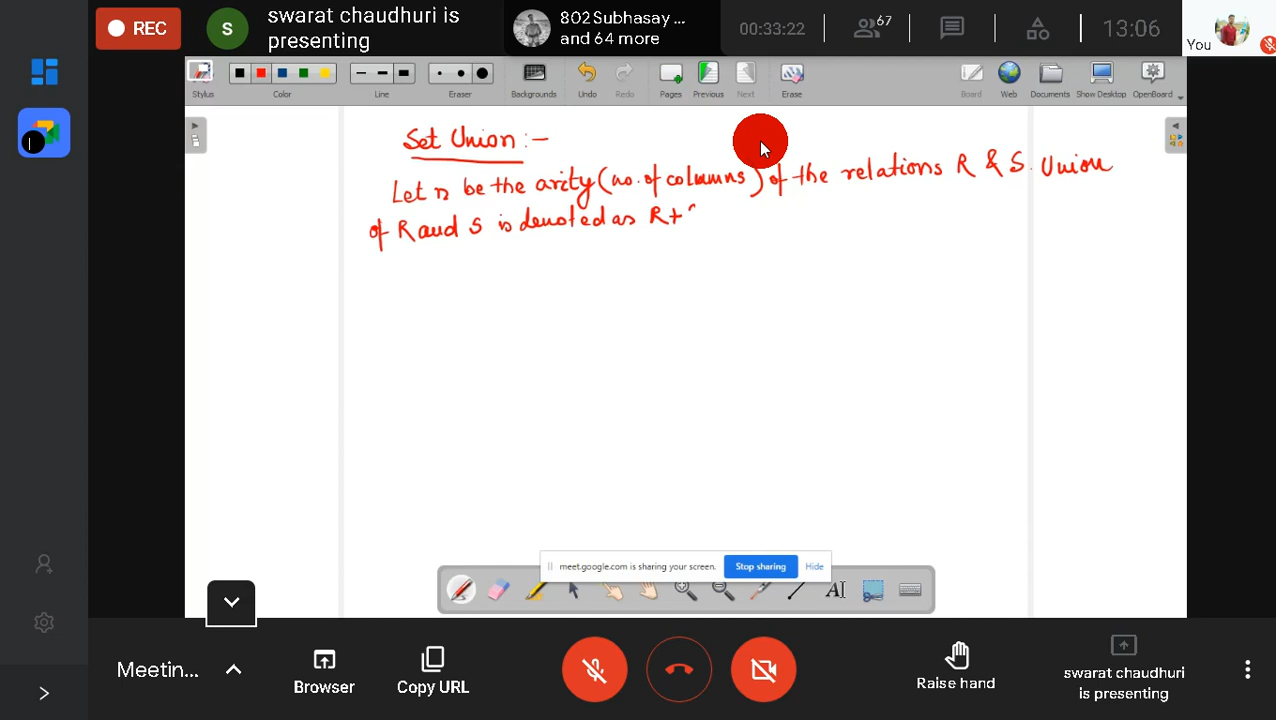 REC
S
swarat chaudhuri is
presenting
802 Subhasay ...
and 64 more
00:33:22
67
13:06
You
Stylus
Color
Line
Eraser
Backgrounds
Undo
Redo
Pages
Previous
Next
Erase
Board
Web
Documents
Show Desktop
OpenBoard
Set Union :-
Let n be the arity (no. of columns) of the relations R & S. Union
of R and S is denoted as R+
meet.google.com is sharing your screen.
Stop sharing
Hide
AI
Meetin...
Browser
Copy URL
Raise hand
swarat chaudhuri
is presenting